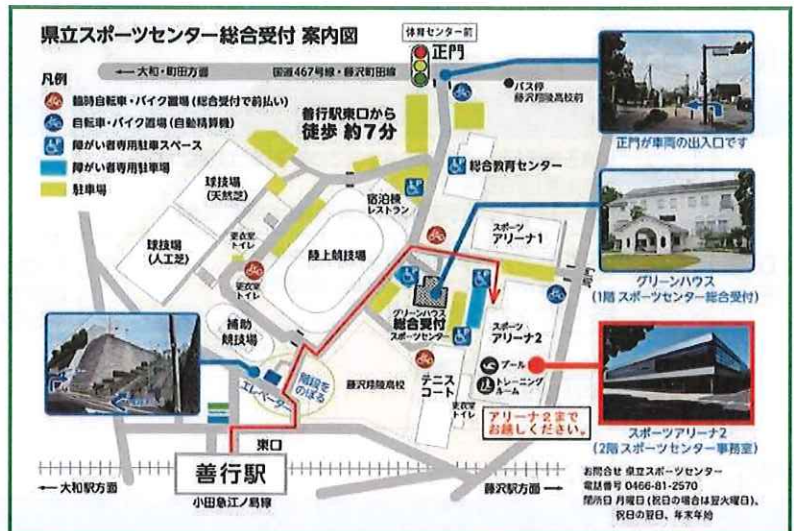 県立スポーツセンター総合受付 案内図
体育センター前
正門
← 大和・町田方面
国道467号線・藤沢町田線
バス停
藤沢翔陵高校前
凡例
臨時自転車・バイク置場(総合受付で前払い)
自転車・バイク置場(自動精算機)
障がい者専用駐車スペース
障がい者専用駐車場
駐車場
善行駅東口から
徒歩 約7分
正門が車両の出入口です
総合教育センター
球技場
(天然芝)
球技場
(人工芝)
更衣室
トイレ
更衣室
トイレ
宿泊棟
レストラン
陸上競技場
スポーツ
アリーナ1
グリーンハウス
(1階 スポーツセンター総合受付)
グリーンハウス
総合受付
スポーツセンター
スポーツ
アリーナ2
プール
トレーニング
ルーム
補助
競技場
階段を
のぼる
エレベーター
藤沢翔陵高校
テニス
コート
更衣室
トイレ
アリーナ2まで
お越しください。
スポーツアリーナ2
(2階 スポーツセンター事務室)
東口
善行駅
← 大和駅方面
小田急江ノ島線
藤沢駅方面 →
お問合せ 県立スポーツセンター
電話番号 0466-81-2570
閉所日 月曜日(祝日の場合は翌火曜日)、
祝日の翌日、年末年始